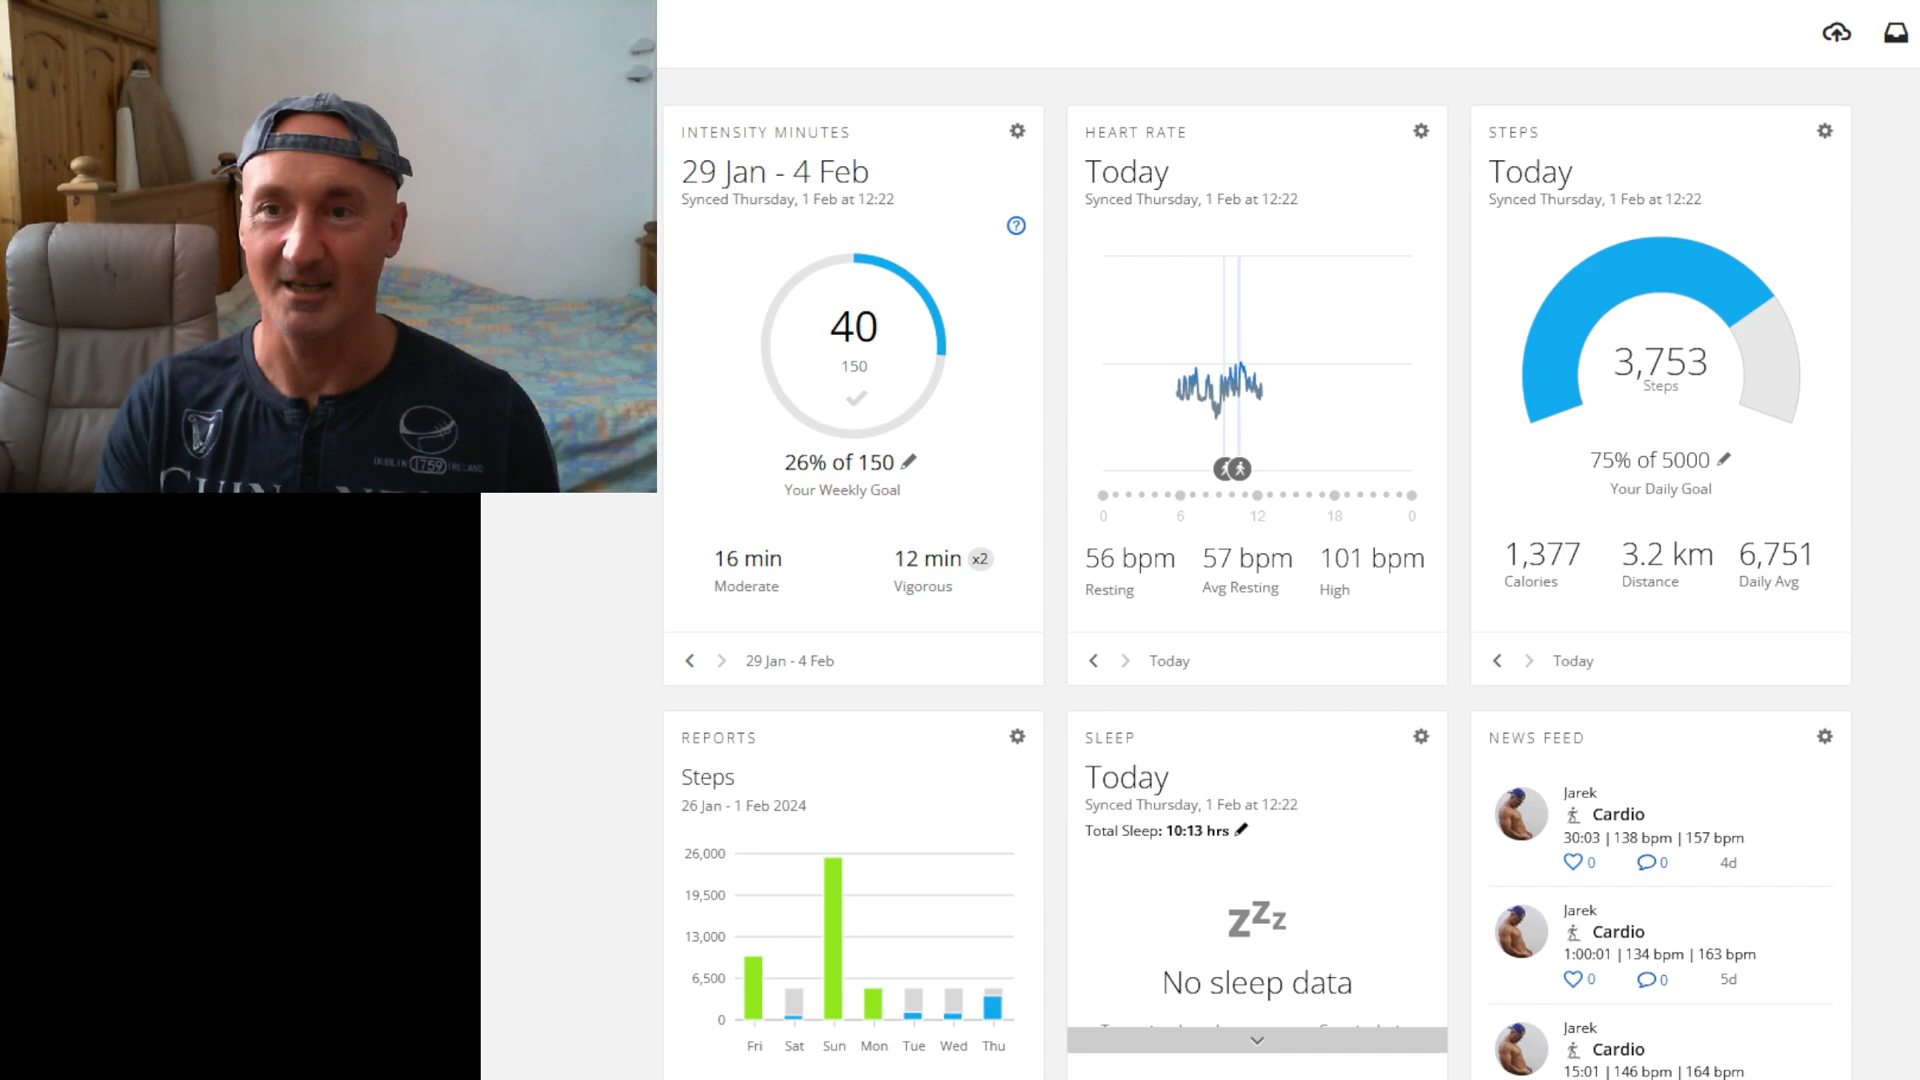 DUBLIN 1759 IRELAND
INTENSITY MINUTES
29 Jan - 4 Feb
Synced Thursday, 1 Feb at 12:22
?
40
150
26% of 150
Your Weekly Goal
16 min
Moderate
12 min x2
Vigorous
29 Jan - 4 Feb
HEART RATE
Today
Synced Thursday, 1 Feb at 12:22
0 6 12 18 0
56 bpm
Resting
57 bpm
Avg Resting
101 bpm
High
Today
STEPS
Today
Synced Thursday, 1 Feb at 12:22
3,753
Steps
75% of 5000
Your Daily Goal
1,377
Calories
3.2 km
Distance
6,751
Daily Avg
Today
REPORTS
Steps
26 Jan - 1 Feb 2024
26,000
19,500
13,000
6,500
0
Fri Sat Sun Mon Tue Wed Thu
SLEEP
Today
Synced Thursday, 1 Feb at 12:22
Total Sleep: 10:13 hrs
zzz
No sleep data
NEWS FEED
Jarek
Cardio
30:03 | 138 bpm | 157 bpm
0 0 4d
Jarek
Cardio
1:00:01 | 134 bpm | 163 bpm
0 0 5d
Jarek
Cardio
15:01 | 146 bpm | 164 bpm